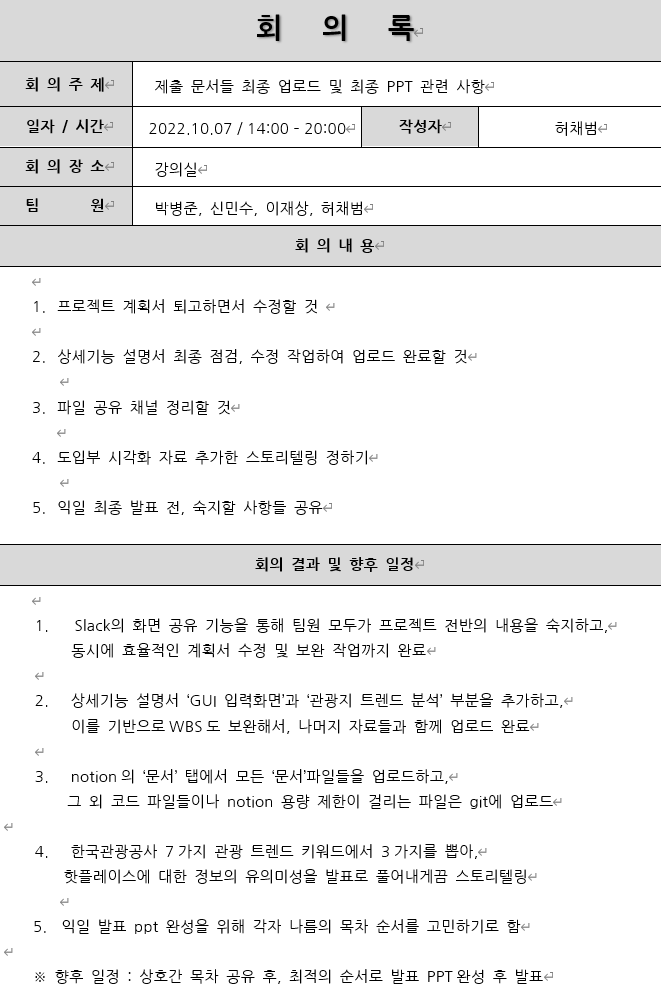 회 의 록
회 의 주 제
제출 문서들 최종 업로드 및 최종 PPT 관련 사항
일자 / 시간
2022.10.07 / 14:00 - 20:00
작성자
허채범
회 의 장 소
강의실
팀 원
박병준, 신민수, 이재상, 허채범
회 의 내 용
1. 프로젝트 계획서 퇴고하면서 수정할 것
2. 상세기능 설명서 최종 점검, 수정 작업하여 업로드 완료할 것
3. 파일 공유 채널 정리할 것
4. 도입부 시각화 자료 추가한 스토리텔링 정하기
5. 익일 최종 발표 전, 숙지할 사항들 공유
회의 결과 및 향후 일정
1. Slack의 화면 공유 기능을 통해 팀원 모두가 프로젝트 전반의 내용을 숙지하고,
동시에 효율적인 계획서 수정 및 보완 작업까지 완료
2. 상세기능 설명서 ‘GUI 입력화면’과 ‘관광지 트렌드 분석’ 부분을 추가하고,
이를 기반으로 WBS 도 보완해서, 나머지 자료들과 함께 업로드 완료
3. notion 의 ‘문서’ 탭에서 모든 ‘문서’파일들을 업로드하고,
그 외 코드 파일들이나 notion 용량 제한이 걸리는 파일은 git에 업로드
4. 한국관광공사 7 가지 관광 트렌드 키워드에서 3 가지를 뽑아,
핫플레이스에 대한 정보의 유의미성을 발표로 풀어내게끔 스토리텔링
5. 익일 발표 ppt 완성을 위해 각자 나름의 목차 순서를 고민하기로 함
※ 향후 일정 : 상호간 목차 공유 후, 최적의 순서로 발표 PPT 완성 후 발표